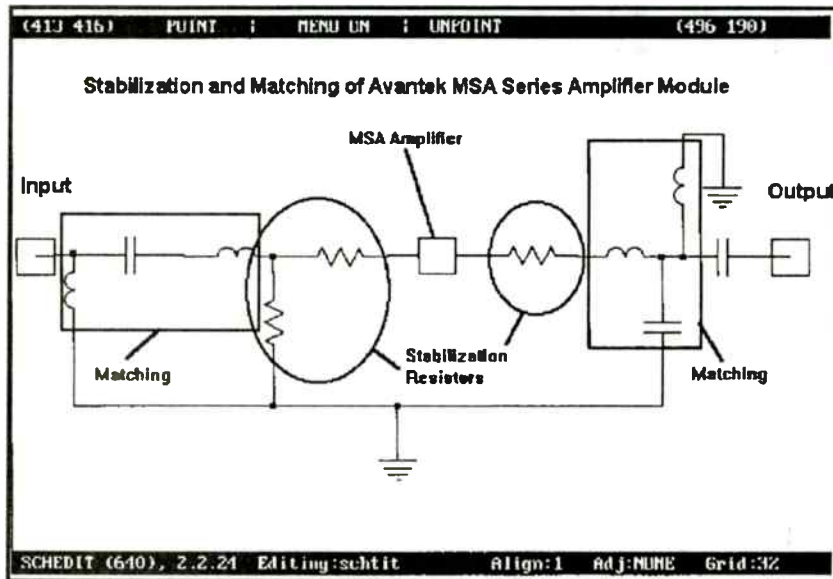 (413 416) POINT : MENU ON : UNPOINT (496 190)
Stabilization and Matching of Avantek MSA Series Amplifier Module
MSA Amplifier
Input
Output
Matching
Stabilization
Resistors
Matching
SCHEDIT (640), 2.2.24 Editing:schtit Align:1 Adj:NONE Grid:32